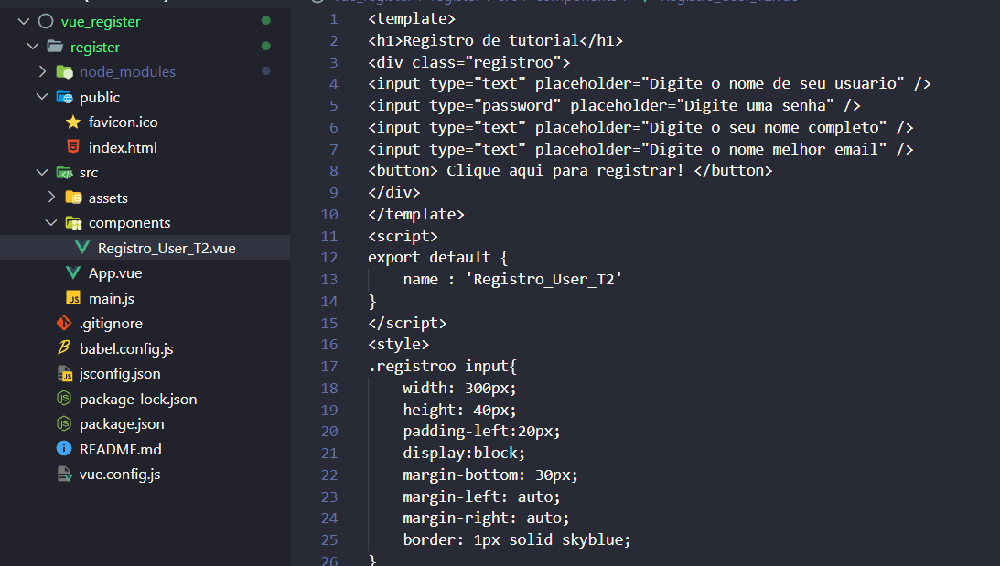 vue_register
register
node_modules
public
favicon.ico
index.html
src
assets
components
Registro_User_T2.vue
App.vue
main.js
.gitignore
babel.config.js
jsconfig.json
package-lock.json
package.json
README.md
vue.config.js
1 <template>
2 <h1>Registro de tutorial</h1>
3 <div class="registroo">
4 <input type="text" placeholder="Digite o nome de seu usuario" />
5 <input type="password" placeholder="Digite uma senha" />
6 <input type="text" placeholder="Digite o seu nome completo" />
7 <input type="text" placeholder="Digite o nome melhor email" />
8 <button> Clique aqui para registrar! </button>
9 </div>
10 </template>
11 <script>
12 export default {
13 name : 'Registro_User_T2'
14 }
15 </script>
16 <style>
17 .registroo input{
18 width: 300px;
19 height: 40px;
20 padding-left:20px;
21 display:block;
22 margin-bottom: 30px;
23 margin-left: auto;
24 margin-right: auto;
25 border: 1px solid skyblue;
26 }